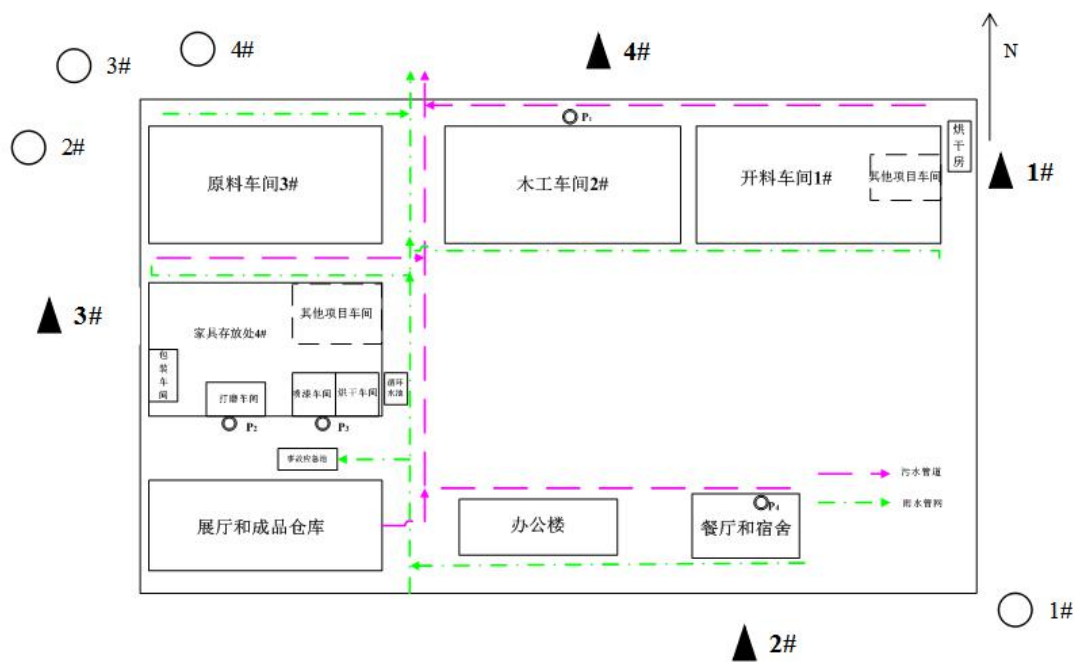 3#
4#
4#
N
2#
P₁
烘干房
原料车间3#
木工车间2#
开料车间1#
其他项目车间
1#
3#
其他项目车间
家具存放处4#
包装车间
打磨车间
喷漆车间
烘干车间
循环水池
P₂
P₃
事故应急池
污水管道
雨水管网
展厅和成品仓库
办公楼
P₄
餐厅和宿舍
1#
2#